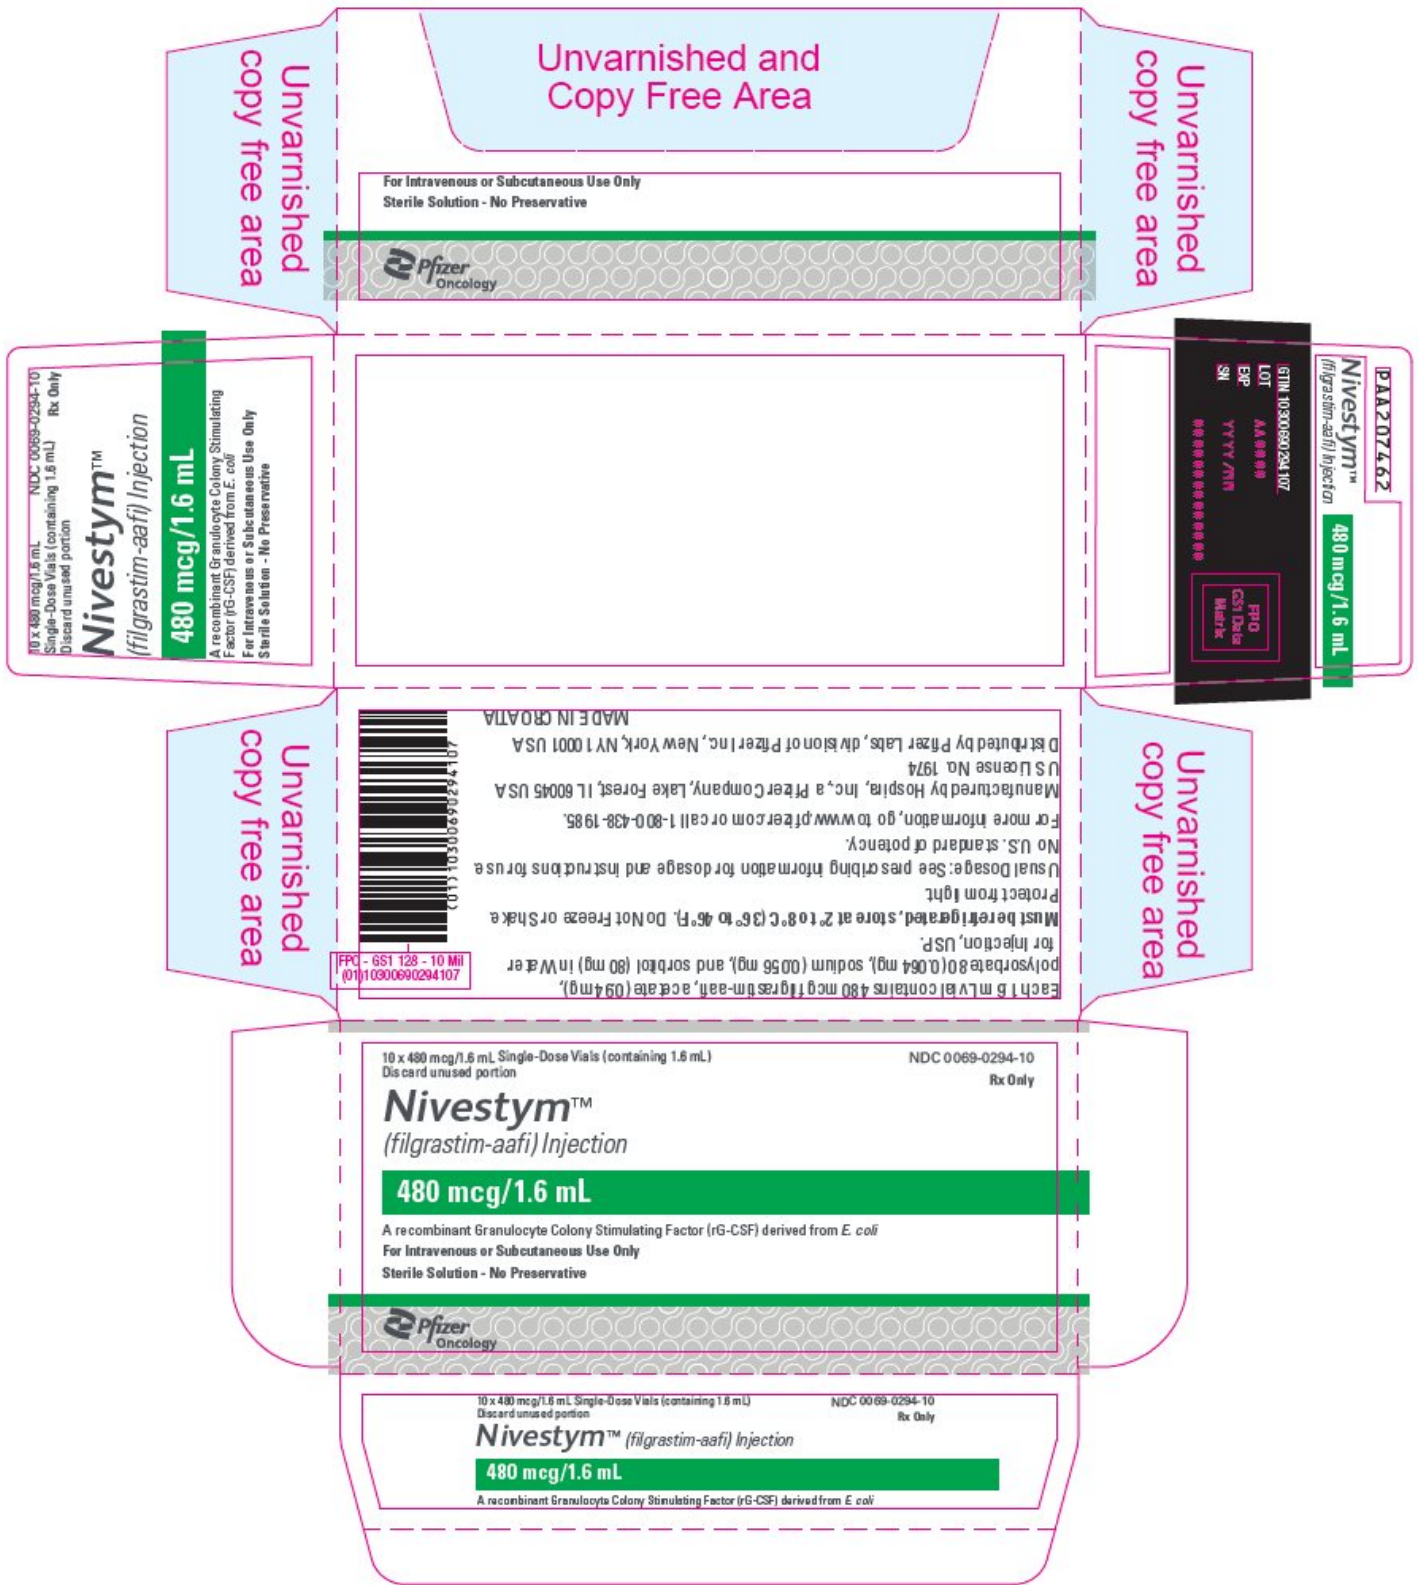 Unvarnished and
Copy Free Area
Unvarnished
copy free area
Unvarnished
copy free area
For Intravenous or Subcutaneous Use Only
Sterile Solution - No Preservative
Pfizer
Oncology
10 x 480 mcg/1.6 mL NDC 0069-0294-10
Single-Dose Vials (containing 1.6 mL) Rx Only
Discard unused portion
Nivestym™
(filgrastim-aafi) Injection
480 mcg/1.6 mL
A recombinant Granulocyte Colony Stimulating
Factor (rG-CSF) derived from E. coli
For Intravenous or Subcutaneous Use Only
Sterile Solution - No Preservative
PAA207462
Nivestym™
(filgrastim-aafi) Injection
480 mcg/1.6 mL
GTIN 10300690294107
LOT AA####
EXP YYYY/MM
SN #############
FPO
GS1 Data
Matrix
Unvarnished
copy free area
Unvarnished
copy free area
Each 1.6 mL vial contains 480 mcg filgrastim-aafi, acetate (0.94 mg),
polysorbate 80 (0.064 mg), sodium (0.056 mg), and sorbitol (80 mg) in Water
for Injection, USP.
Must be refrigerated, store at 2° to 8°C (36° to 46°F). Do Not Freeze or Shake.
Protect from light.
Usual Dosage: See prescribing information for dosage and instructions for use.
No U.S. standard of potency.
For more information, go to www.pfizer.com or call 1-800-438-1985.
Manufactured by Hospira, Inc., a Pfizer Company, Lake Forest, IL 60045 USA
US License No. 1974
Distributed by Pfizer Labs, division of Pfizer Inc., New York, NY 10001 USA
MADE IN CROATIA
(01)10300690294107
FPO - GS1 128 - 10 Mil
(01)10300690294107
10 x 480 mcg/1.6 mL Single-Dose Vials (containing 1.6 mL) NDC 0069-0294-10
Discard unused portion Rx Only
Nivestym™
(filgrastim-aafi) Injection
480 mcg/1.6 mL
A recombinant Granulocyte Colony Stimulating Factor (rG-CSF) derived from E. coli
For Intravenous or Subcutaneous Use Only
Sterile Solution - No Preservative
Pfizer
Oncology
10 x 480 mcg/1.6 mL Single-Dose Vials (containing 1.6 mL) NDC 0069-0294-10
Discard unused portion Rx Only
Nivestym™ (filgrastim-aafi) Injection
480 mcg/1.6 mL
A recombinant Granulocyte Colony Stimulating Factor (rG-CSF) derived from E. coli